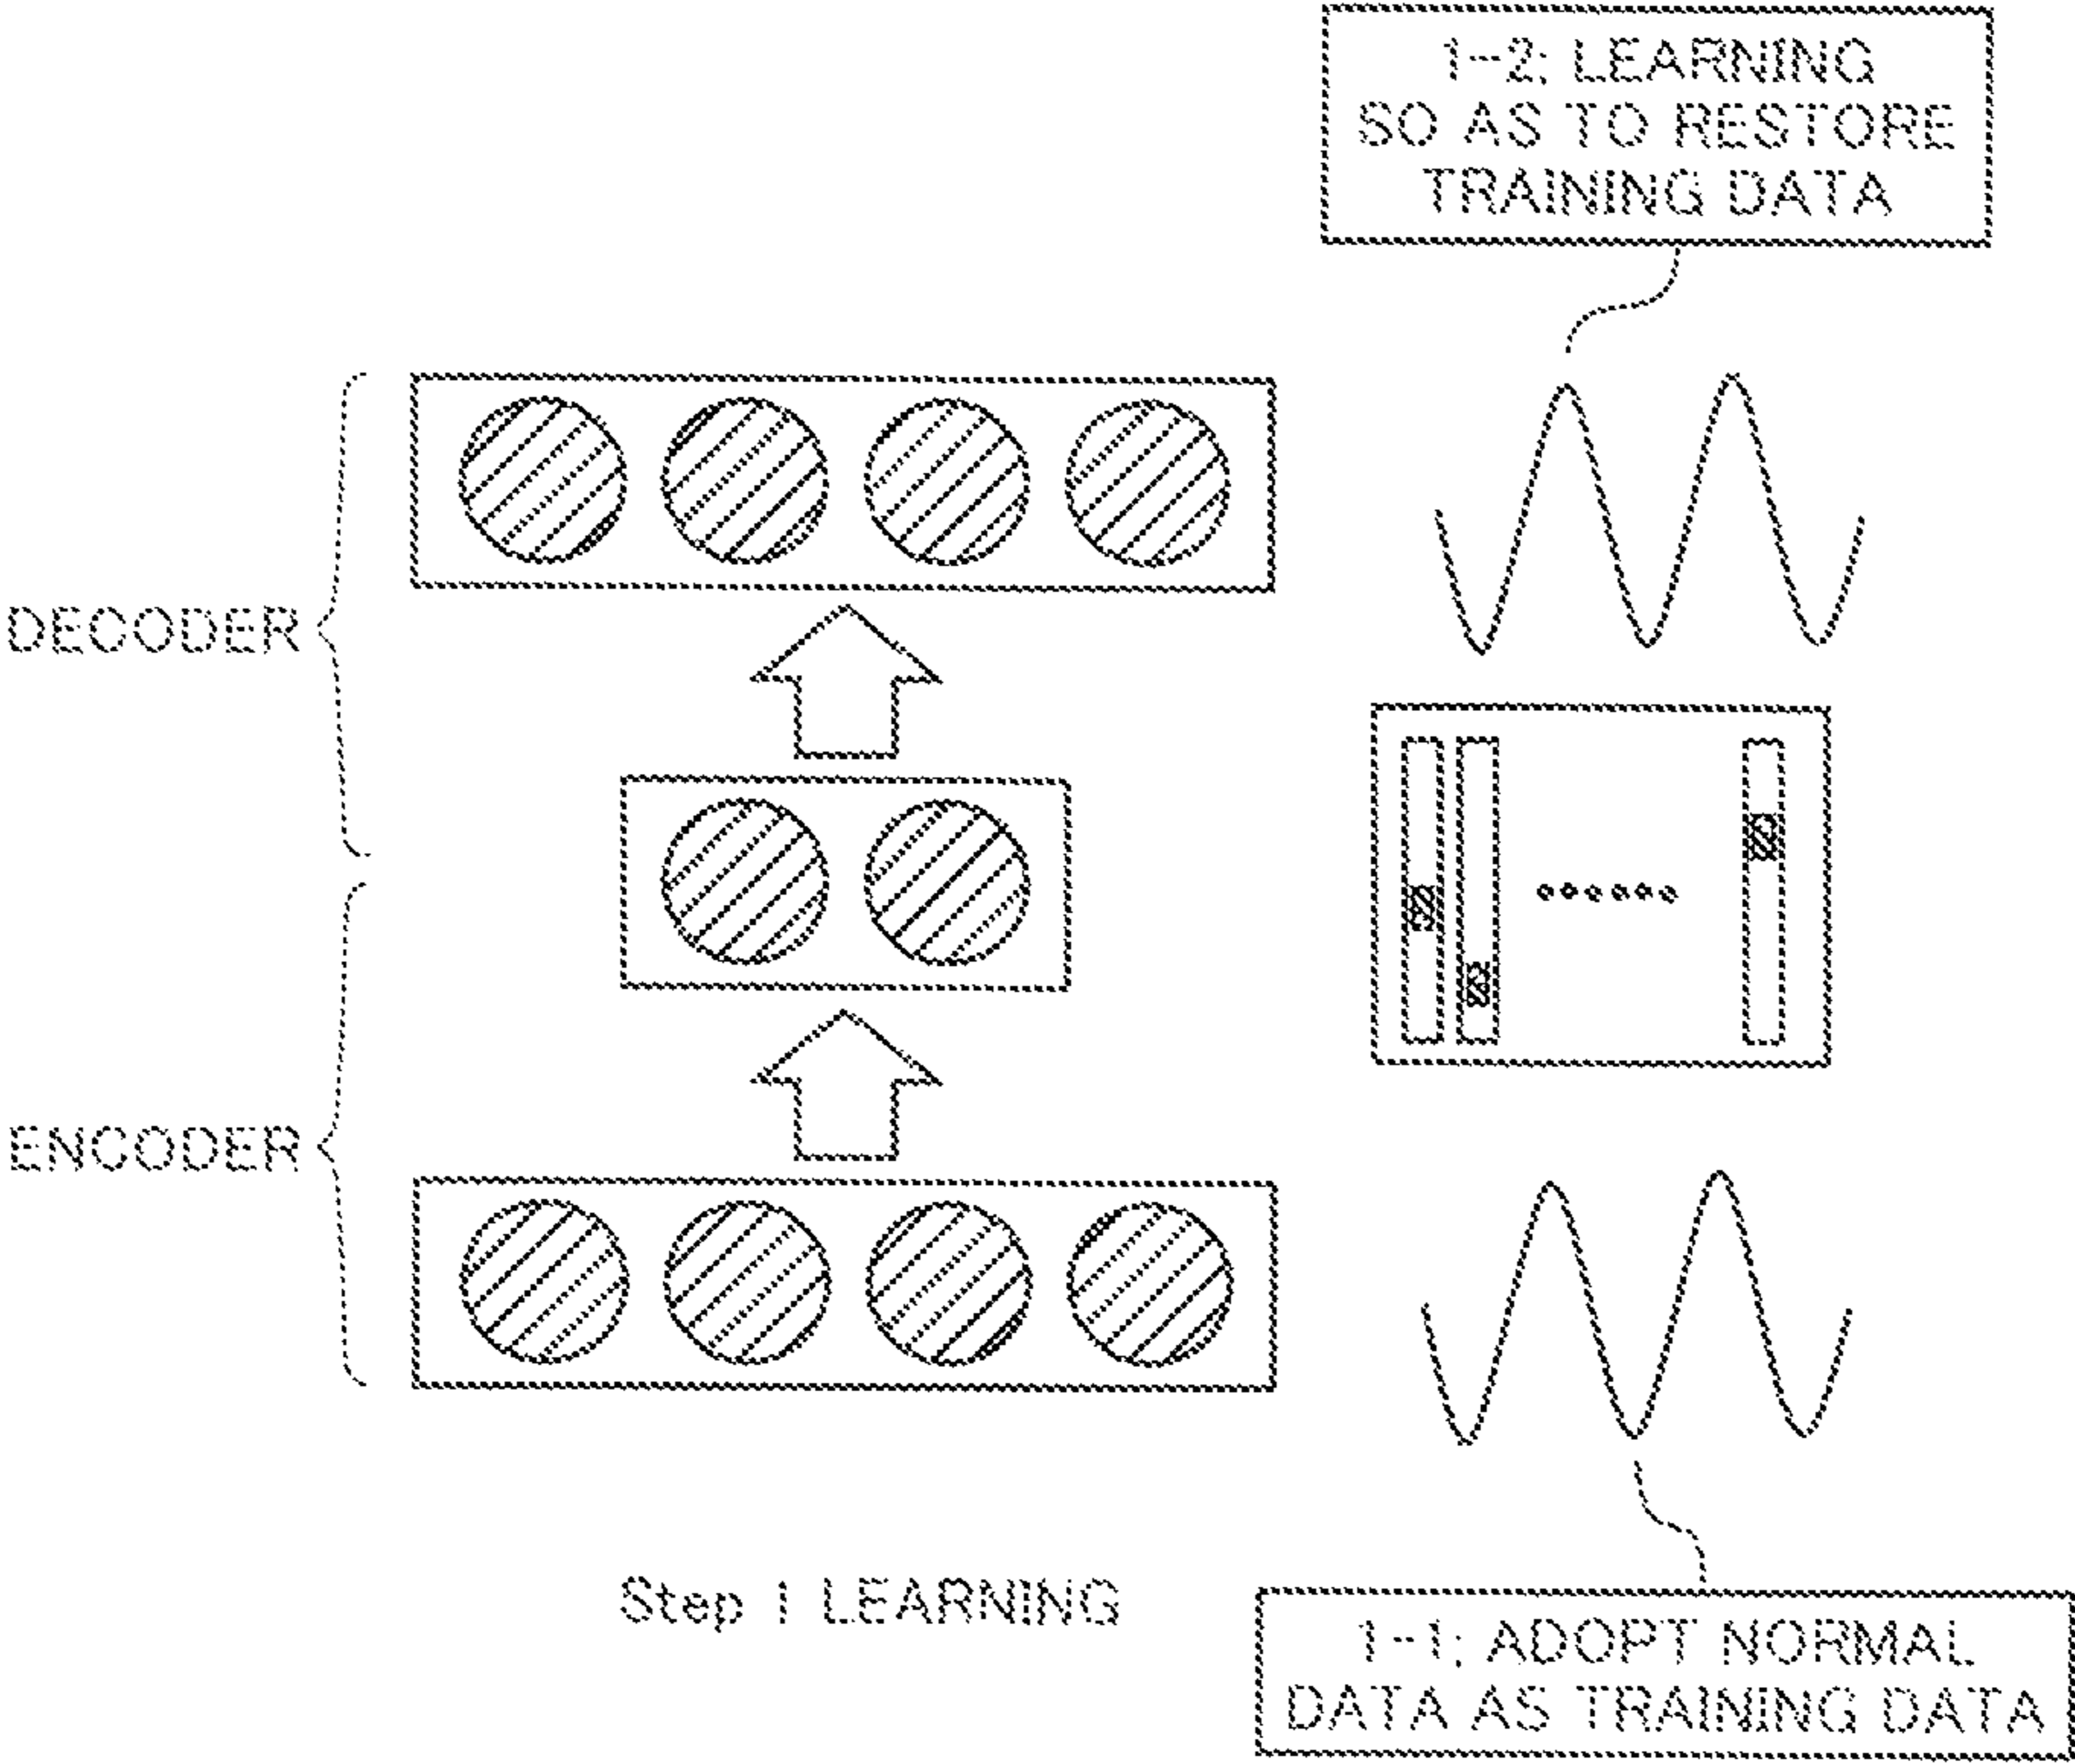 1-2; LEARNING
SO AS TO RESTORE
TRAINING DATA
DECODER
ENCODER
Step 1 LEARNING
1-1; ADOPT NORMAL
DATA AS TRAINING DATA